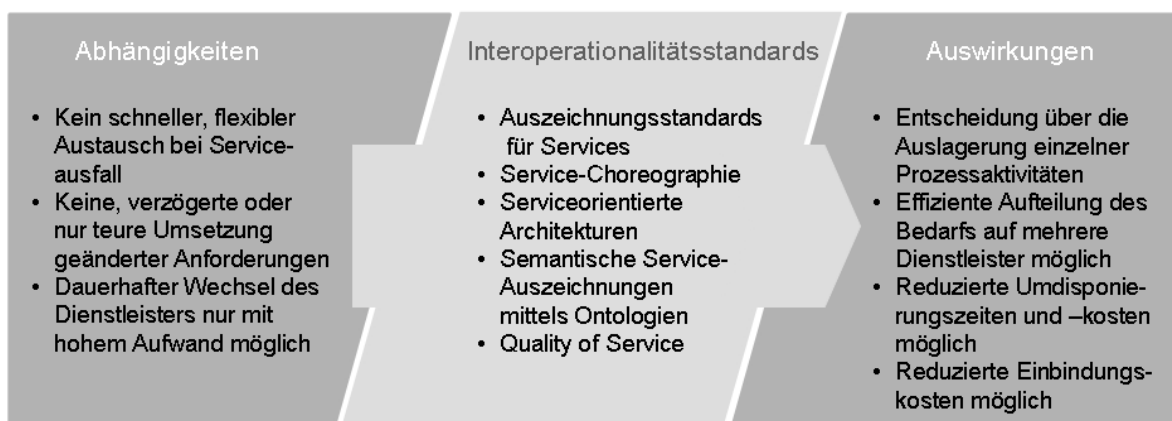 Abhängigkeiten
• Kein schneller, flexibler
Austausch bei Service-
ausfall
• Keine, verzögerte oder
nur teure Umsetzung
geänderter Anforderungen
• Dauerhafter Wechsel des
Dienstleisters nur mit
hohem Aufwand möglich
Interoperationalitätsstandards
• Auszeichnungsstandards
für Services
• Service-Choreographie
• Serviceorientierte
Architekturen
• Semantische Service-
Auszeichnungen
mittels Ontologien
• Quality of Service
Auswirkungen
• Entscheidung über die
Auslagerung einzelner
Prozessaktivitäten
• Effiziente Aufteilung des
Bedarfs auf mehrere
Dienstleister möglich
• Reduzierte Umdisponie-
rungszeiten und –kosten
möglich
• Reduzierte Einbindungs-
kosten möglich